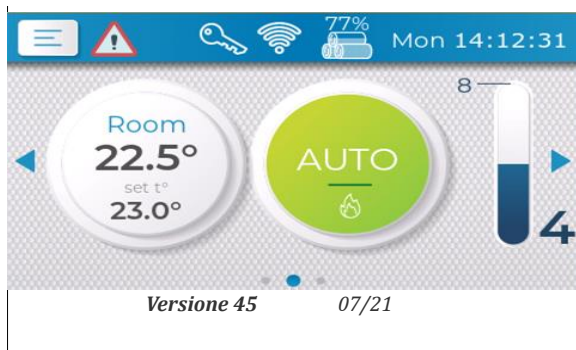 77%
Mon 14:12:31
8
Room
22.5°
AUTO
set t°
23.0°
4
Versione 45 07/21